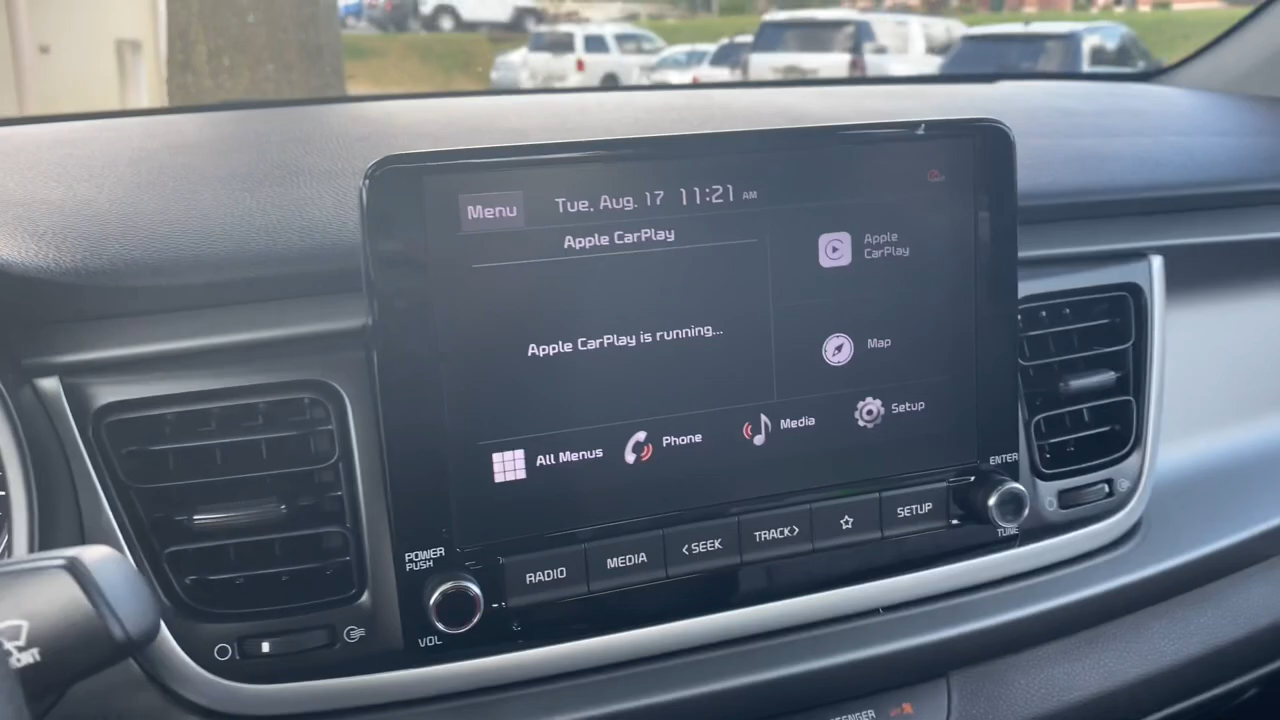 Menu
Tue, Aug. 17 11:21 AM
Apple CarPlay
Apple
CarPlay
Apple CarPlay is running...
Map
All Menus
Phone
Media
Setup
ENTER
TUNE
POWER
PUSH
VOL
RADIO
MEDIA
<SEEK
TRACK>
SETUP